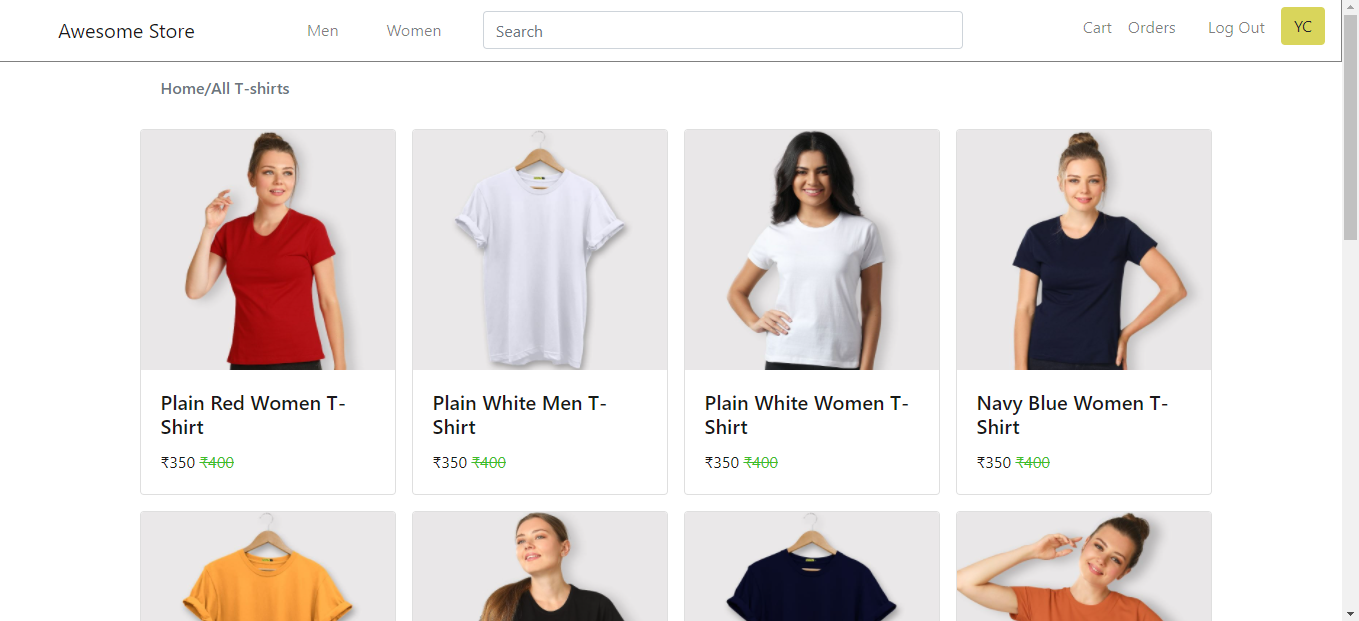 Awesome Store Men Women Search Cart Orders Log Out YC
Home/All T-shirts
Plain Red Women T-
Shirt
₹350 ₹400
Plain White Men T-
Shirt
₹350 ₹400
Plain White Women T-
Shirt
₹350 ₹400
Navy Blue Women T-
Shirt
₹350 ₹400